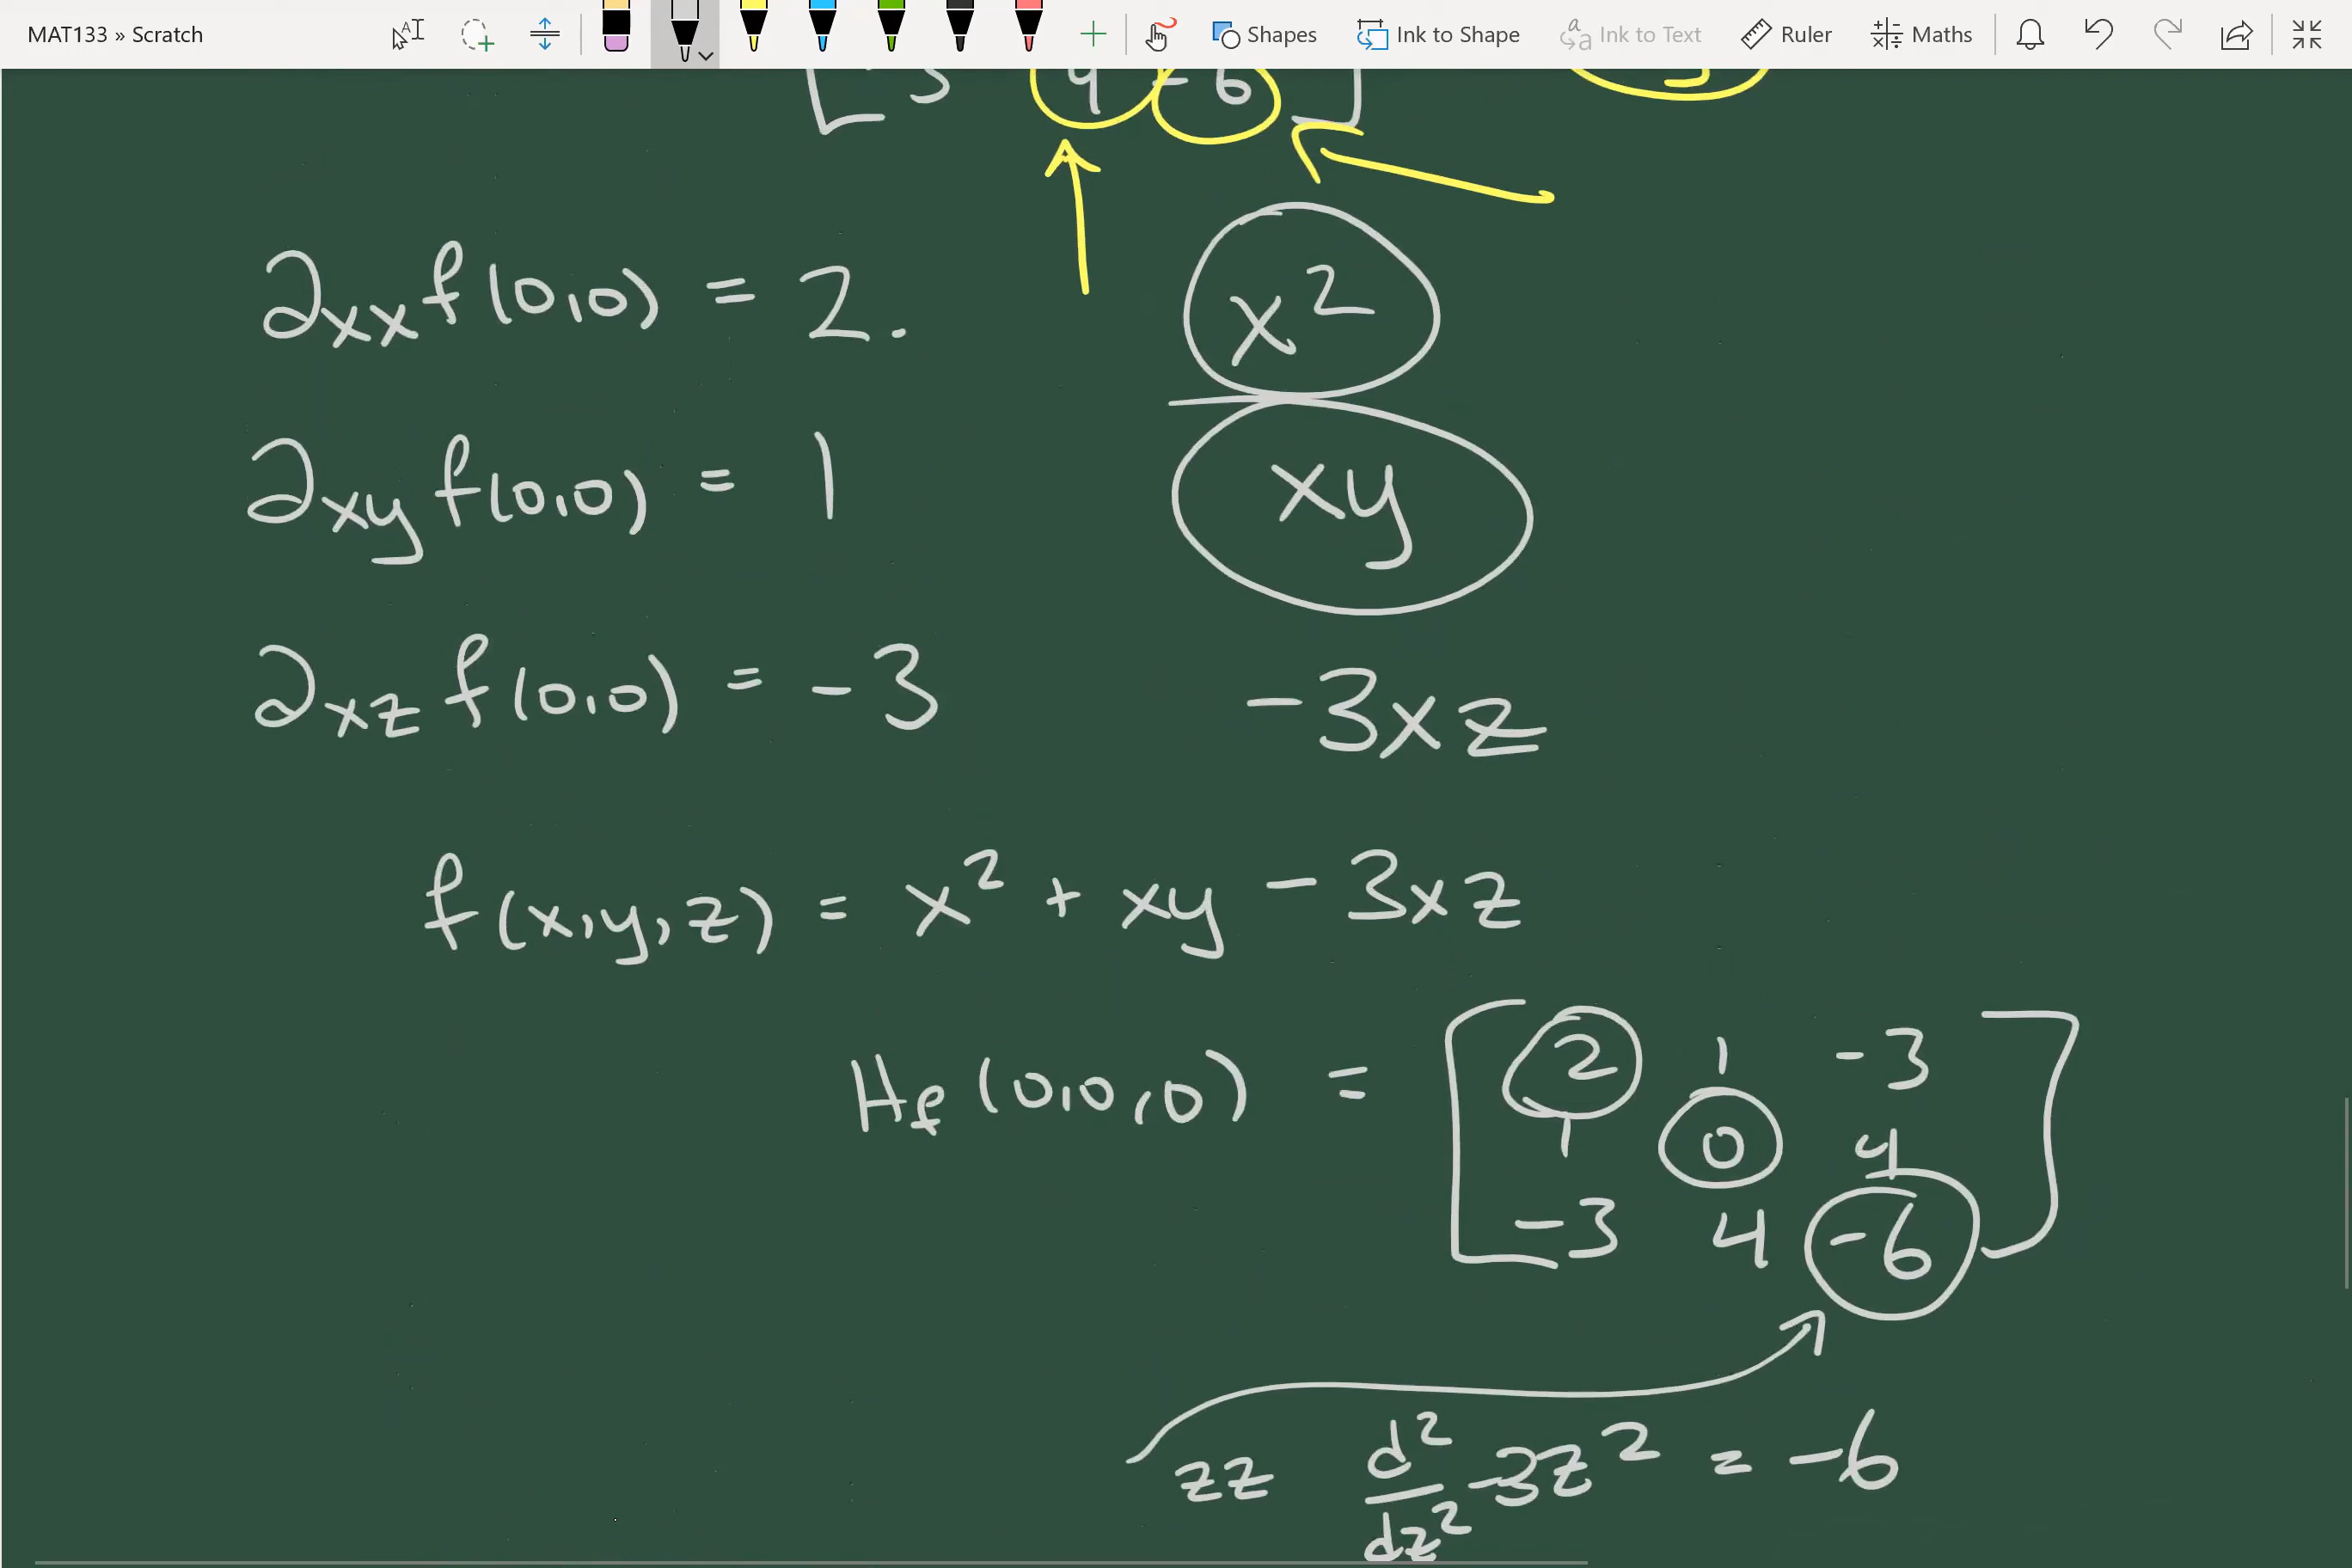 MAT133 » Scratch Shapes Ink to Shape Ink to Text Ruler Maths
4 - 6
∂xx f(0,0) = 2. x²
∂xy f(0,0) = 1 xy
∂xz f(0,0) = -3 -3xz
f(x,y,z) = x² + xy - 3xz
2 1 -3
Hf (0,0,0) = [ 1 0 4 ]
-3 4 -6
zz d²/dz² -3z² = -6